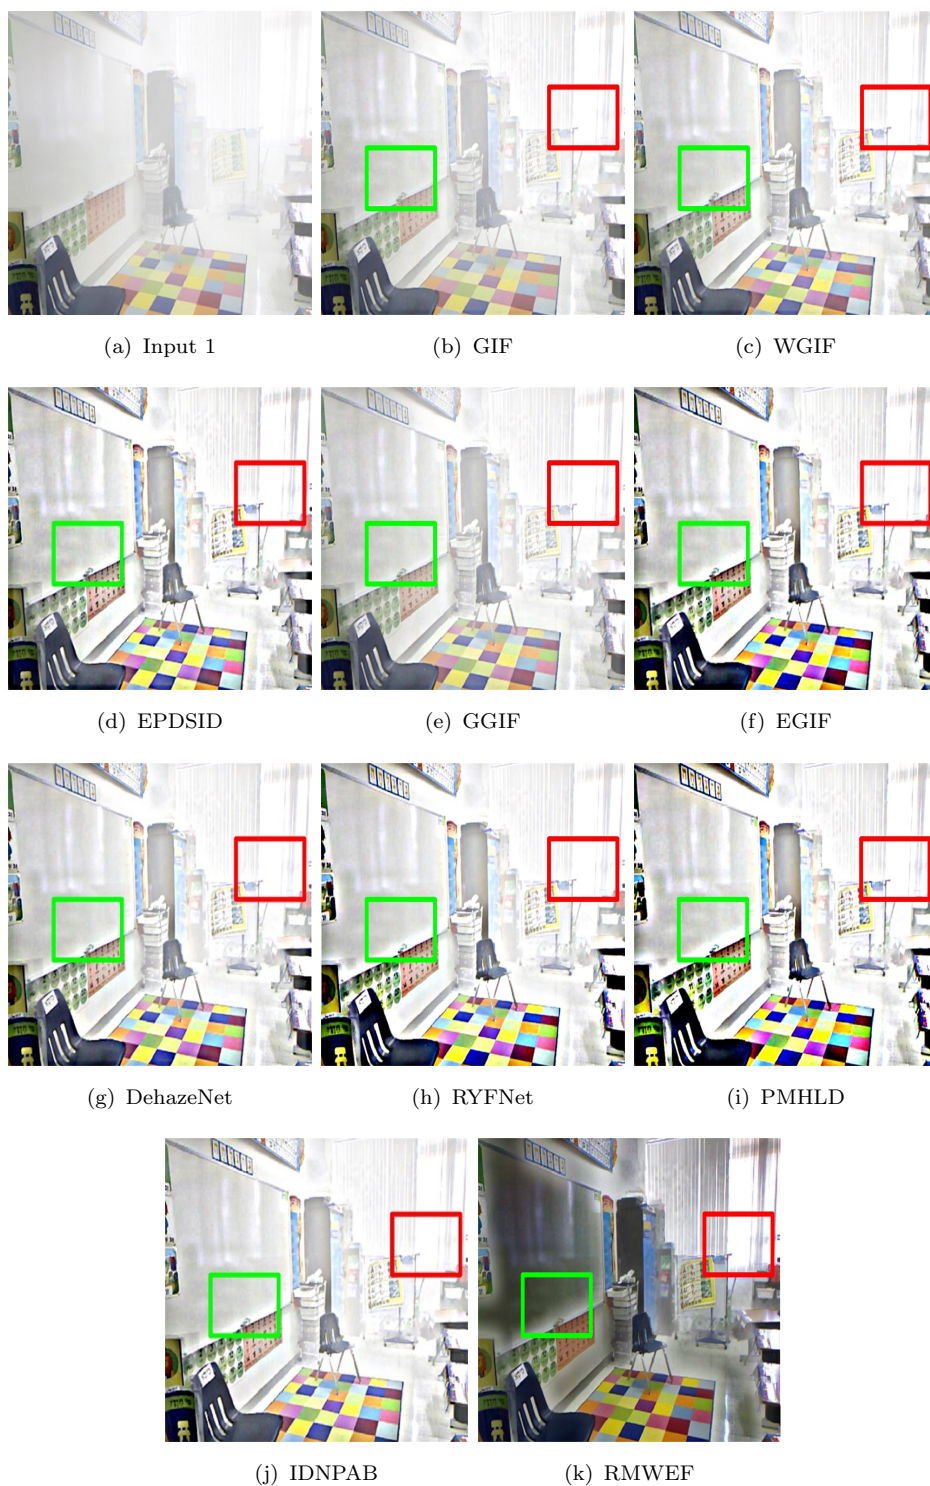 (a) Input 1
(b) GIF
(c) WGIF
(d) EPDSID
(e) GGIF
(f) EGIF
(g) DehazeNet
(h) RYFNet
(i) PMHLD
(j) IDNPAB
(k) RMWEF